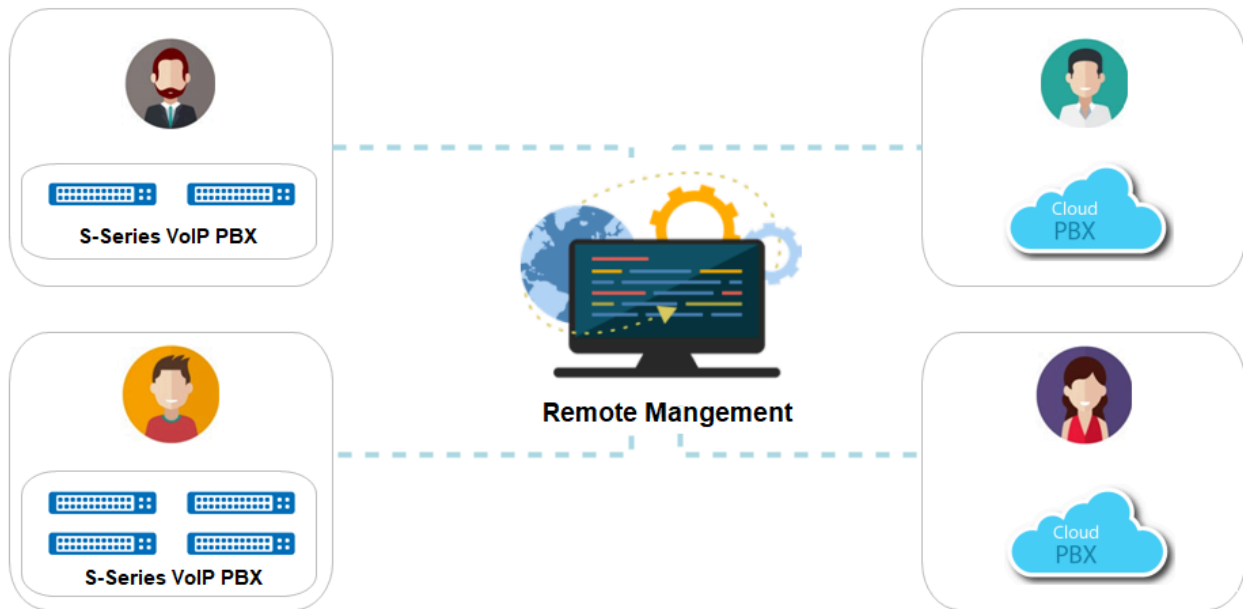 S-Series VoIP PBX
Cloud
PBX
Remote Mangement
S-Series VoIP PBX
Cloud
PBX